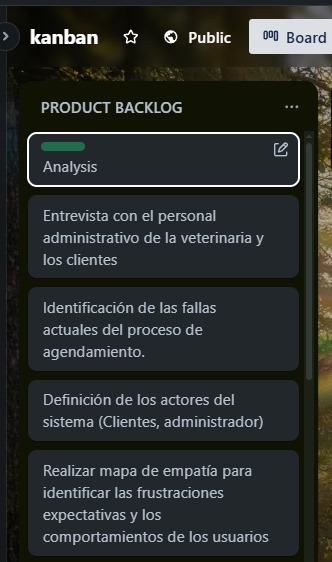 kanban
Public
Board
PRODUCT BACKLOG
Analysis
Entrevista con el personal
administrativo de la veterinaria y
los clientes
Identificación de las fallas
actuales del proceso de
agendamiento.
Definición de los actores del
sistema (Clientes, administrador)
Realizar mapa de empatía para
identificar las frustraciones
expectativas y los
comportamientos de los usuarios